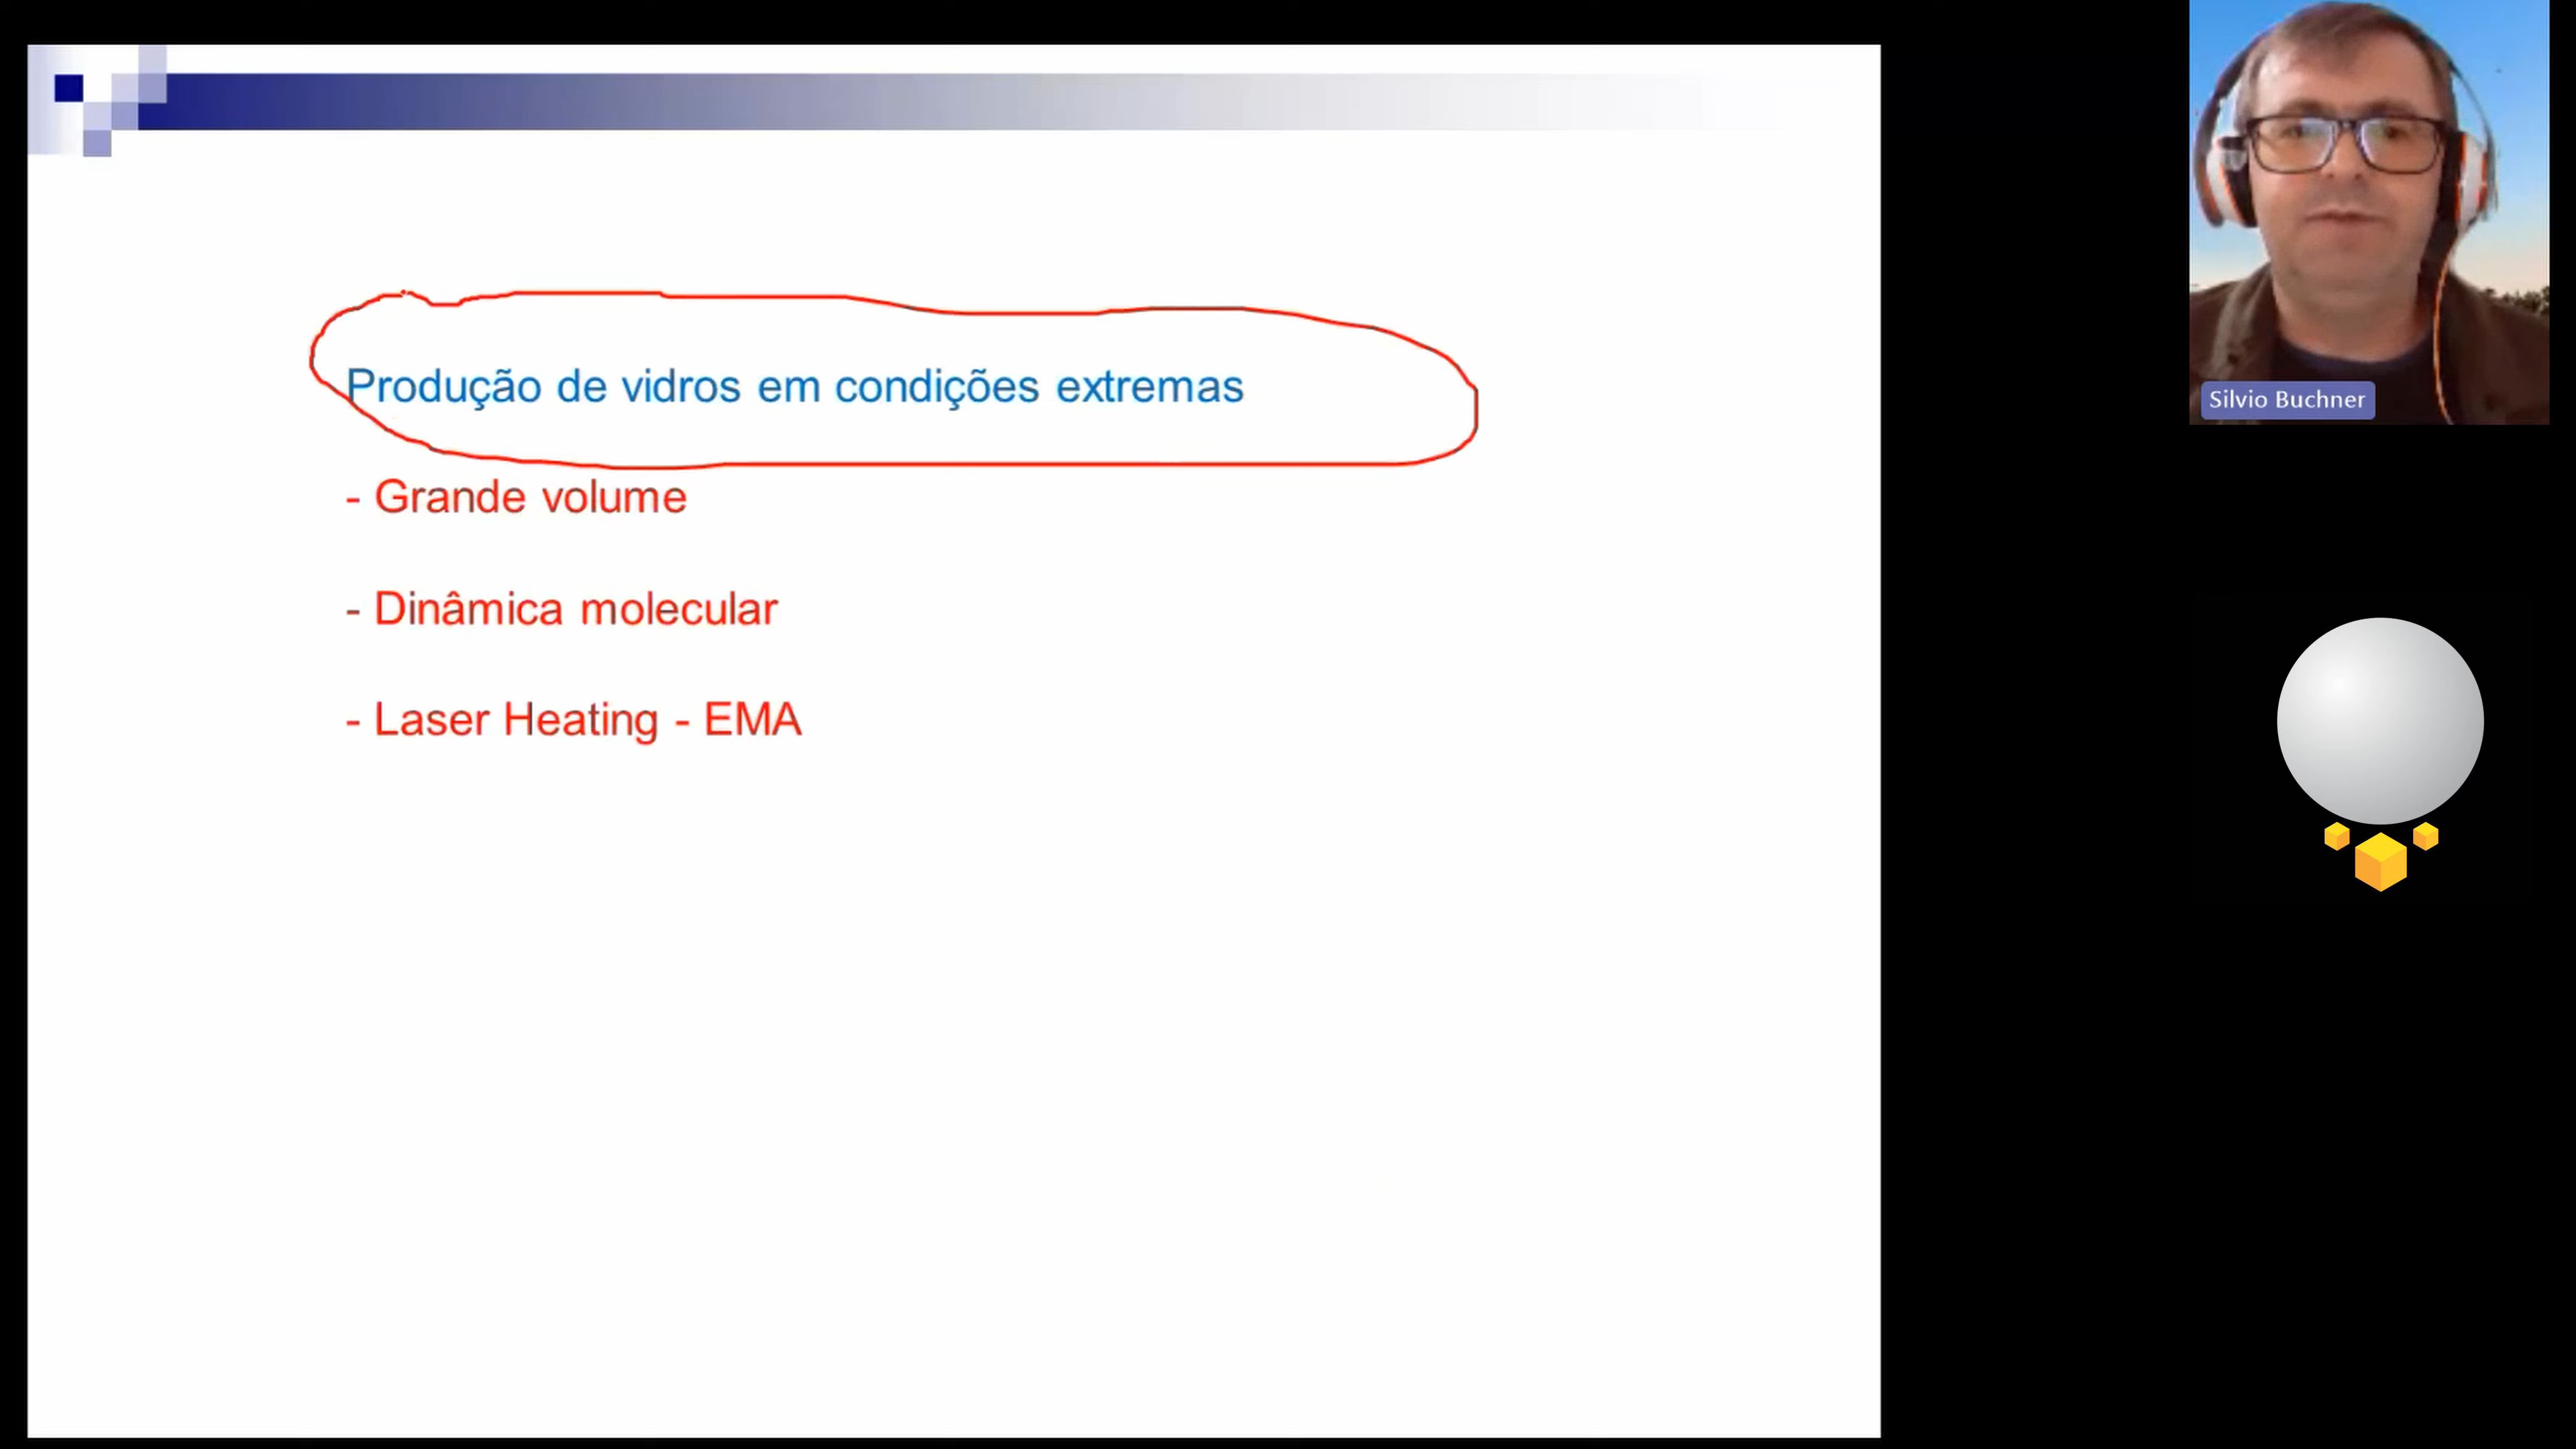 Produção de vidros em condições extremas
- Grande volume
- Dinâmica molecular
- Laser Heating - EMA
Silvio Buchner